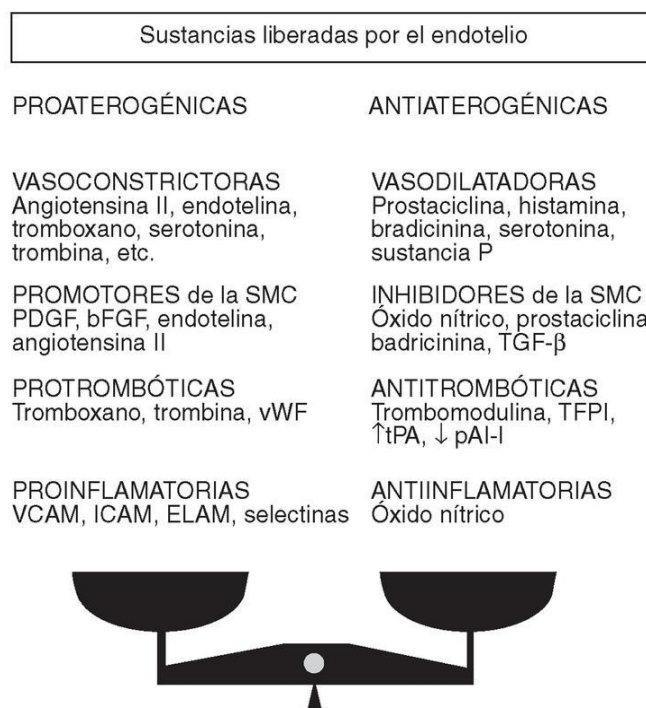 Sustancias liberadas por el endotelio
PROATEROGÉNICAS
VASOCONSTRICTORAS
Angiotensina II, endotelina,
tromboxano, serotonina,
trombina, etc.
PROMOTORES de la SMC
PDGF, bFGF, endotelina,
angiotensina II
PROTROMBÓTICAS
Tromboxano, trombina, vWF
PROINFLAMATORIAS
VCAM, ICAM, ELAM, selectinas
ANTIATEROGÉNICAS
VASODILATADORAS
Prostaciclina, histamina,
bradicinina, serotonina,
sustancia P
INHIBIDORES de la SMC
Óxido nítrico, prostaciclina
badricinina, TGF-β
ANTITROMBÓTICAS
Trombomodulina, TFPI,
↑tPA, ↓ pAI-I
ANTIINFLAMATORIAS
Óxido nítrico